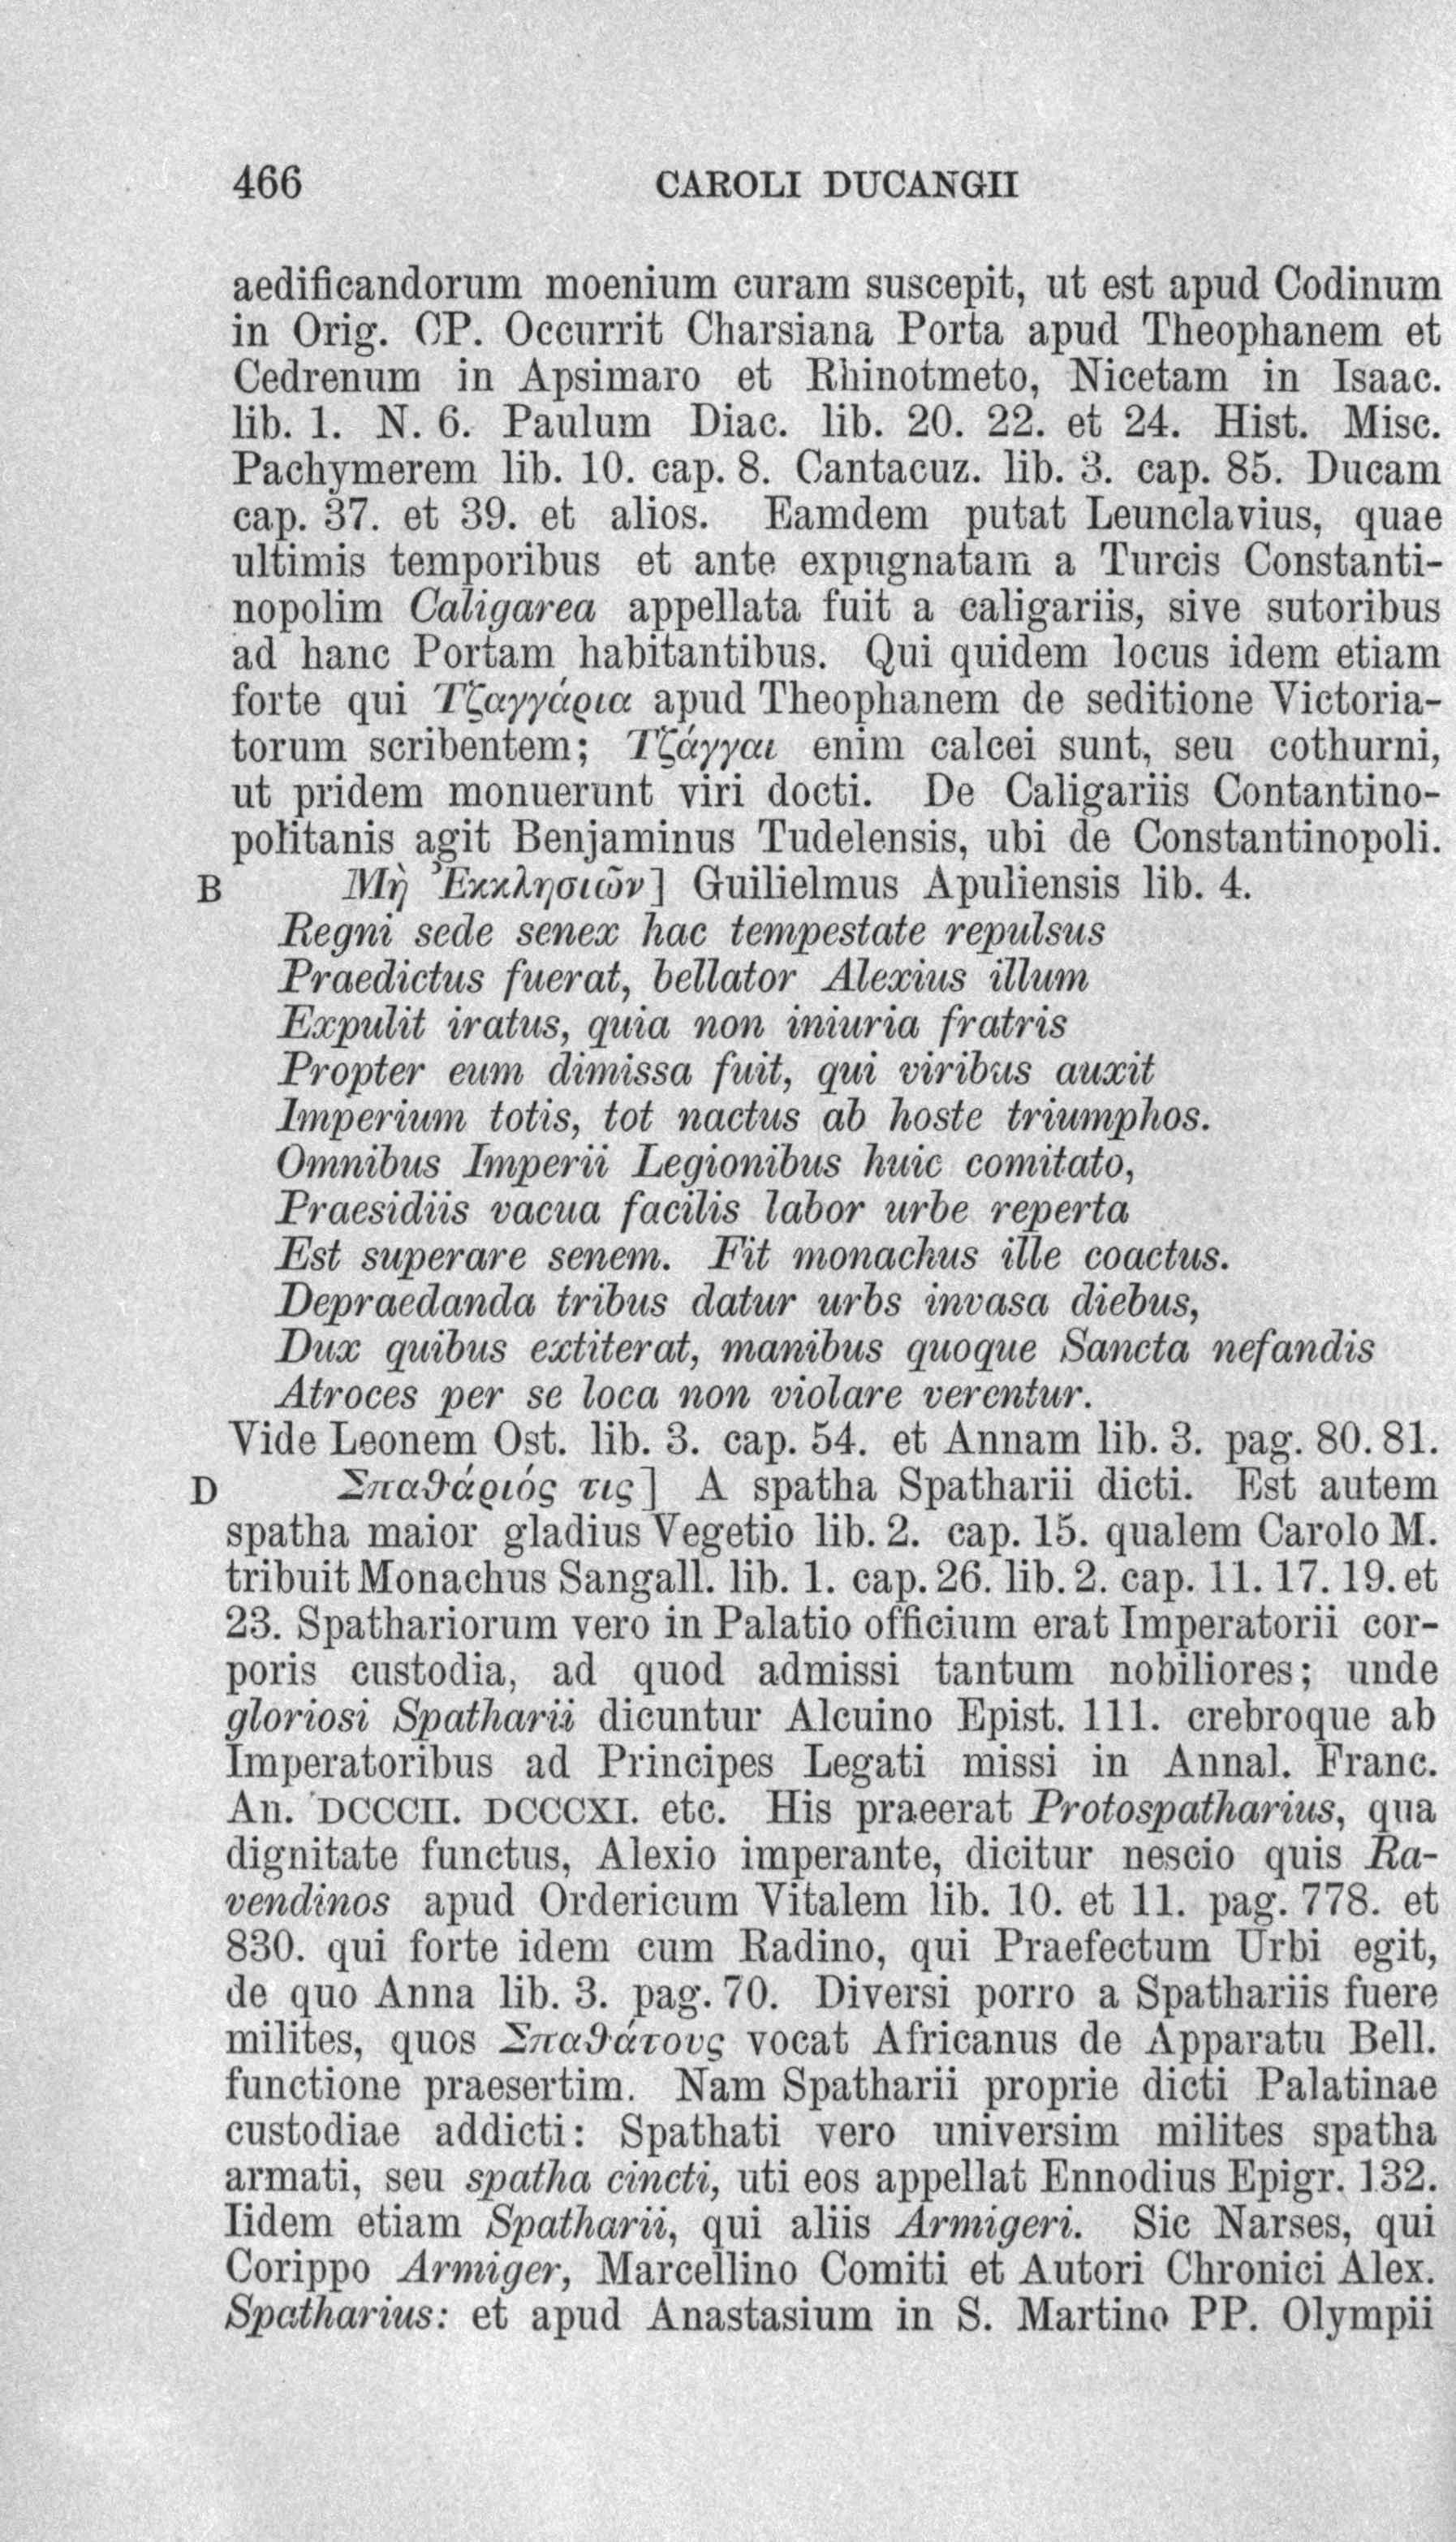 466 CAROLI DUCANGII
aedificandorum moenium curam suscepit, ut est apud Codinum
in Orig. CP. Occurrit Charsiana Porta apud Theophanem et
Cedrenum in Apsimaro et Rhinotmeto, Nicetam in Isaac.
lib. 1. N. 6. Paulum Diac. lib. 20. 22. et 24. Hist. Misc.
Pachymerem lib. 10. cap. 8. Cantacuz. lib. 3. cap. 85. Ducam
cap. 37. et 39. et alios. Eamdem putat Leunclavius, quae
ultimis temporibus et ante expugnatam a Turcis Constanti-
nopolim Caligarea appellata fuit a caligariis, sive sutoribus
ad hanc Portam habitantibus. Qui quidem locus idem etiam
forte qui Τζαγγάρια apud Theophanem de seditione Victoria-
torum scribentem; Τζάγγαι enim calcei sunt, seu cothurni,
ut pridem monuerunt viri docti. De Caligariis Contantino-
politanis agit Benjaminus Tudelensis, ubi de Constantinopoli.
B Μὴ Ἐκκλησιῶν] Guilielmus Apuliensis lib. 4.
Regni sede senex hac tempestate repulsus
Praedictus fuerat, bellator Alexius illum
Expulit iratus, quia non iniuria fratris
Propter eum dimissa fuit, qui viribus auxit
Imperium totis, tot nactus ab hoste triumphos.
Omnibus Imperii Legionibus huic comitato,
Praesidiis vacua facilis labor urbe reperta
Est superare senem. Fit monachus ille coactus.
Depraedanda tribus datur urbs invasa diebus,
Dux quibus extiterat, manibus quoque Sancta nefandis
Atroces per se loca non violare verentur.
Vide Leonem Ost. lib. 3. cap. 54. et Annam lib. 3. pag. 80. 81.
D Σπαθάριός τις] A spatha Spatharii dicti. Est autem
spatha maior gladius Vegetio lib. 2. cap. 15. qualem Carolo M.
tribuit Monachus Sangall. lib. 1. cap. 26. lib. 2. cap. 11. 17. 19. et
23. Spathariorum vero in Palatio officium erat Imperatorii cor-
poris custodia, ad quod admissi tantum nobiliores; unde
gloriosi Spatharii dicuntur Alcuino Epist. 111. crebroque ab
Imperatoribus ad Principes Legati missi in Annal. Franc.
An. DCCCII. DCCCXI. etc. His praeerat Protospatharius, qua
dignitate functus, Alexio imperante, dicitur nescio quis Ra-
vendinos apud Ordericum Vitalem lib. 10. et 11. pag. 778. et
830. qui forte idem cum Radino, qui Praefectum Urbi egit,
de quo Anna lib. 3. pag. 70. Diversi porro a Spathariis fuere
milites, quos Σπαθάτους vocat Africanus de Apparatu Bell.
functione praesertim. Nam Spatharii proprie dicti Palatinae
custodiae addicti: Spathati vero universim milites spatha
armati, seu spatha cincti, uti eos appellat Ennodius Epigr. 132.
Iidem etiam Spatharii, qui aliis Armigeri. Sic Narses, qui
Corippo Armiger, Marcellino Comiti et Autori Chronici Alex.
Spatharius: et apud Anastasium in S. Martino PP. Olympii